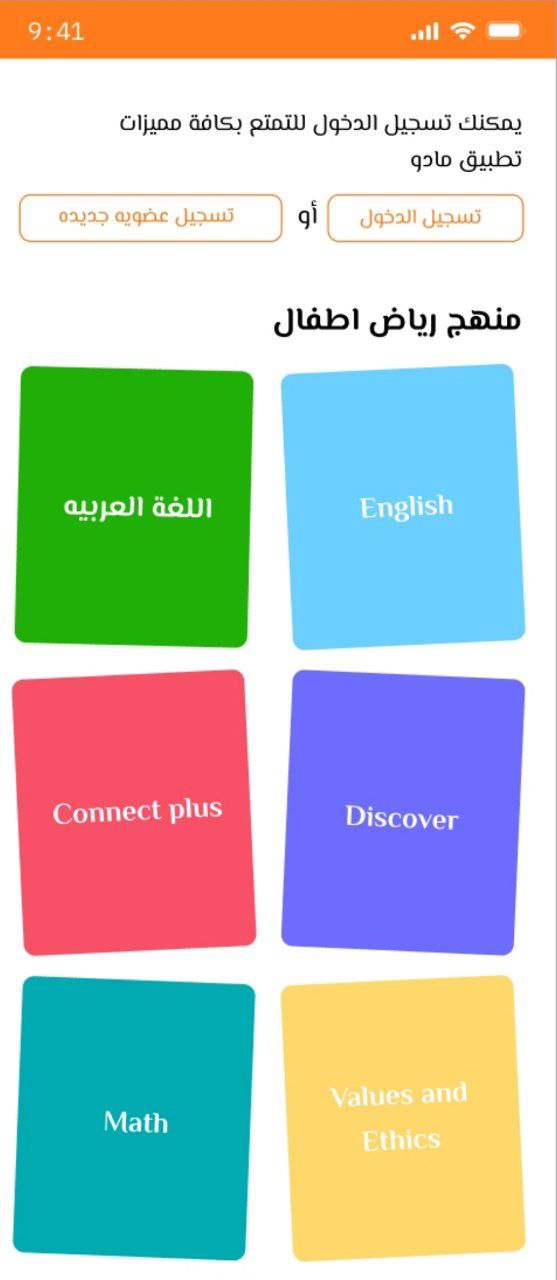 9:41
يمكنك تسجيل الدخول للتمتع بكافة مميزات
تطبيق مادو
تسجيل الدخول أو تسجيل عضويه جديده
منهج رياض اطفال
English
اللغة العربيه
Discover
Connect plus
Values and
Ethics
Math